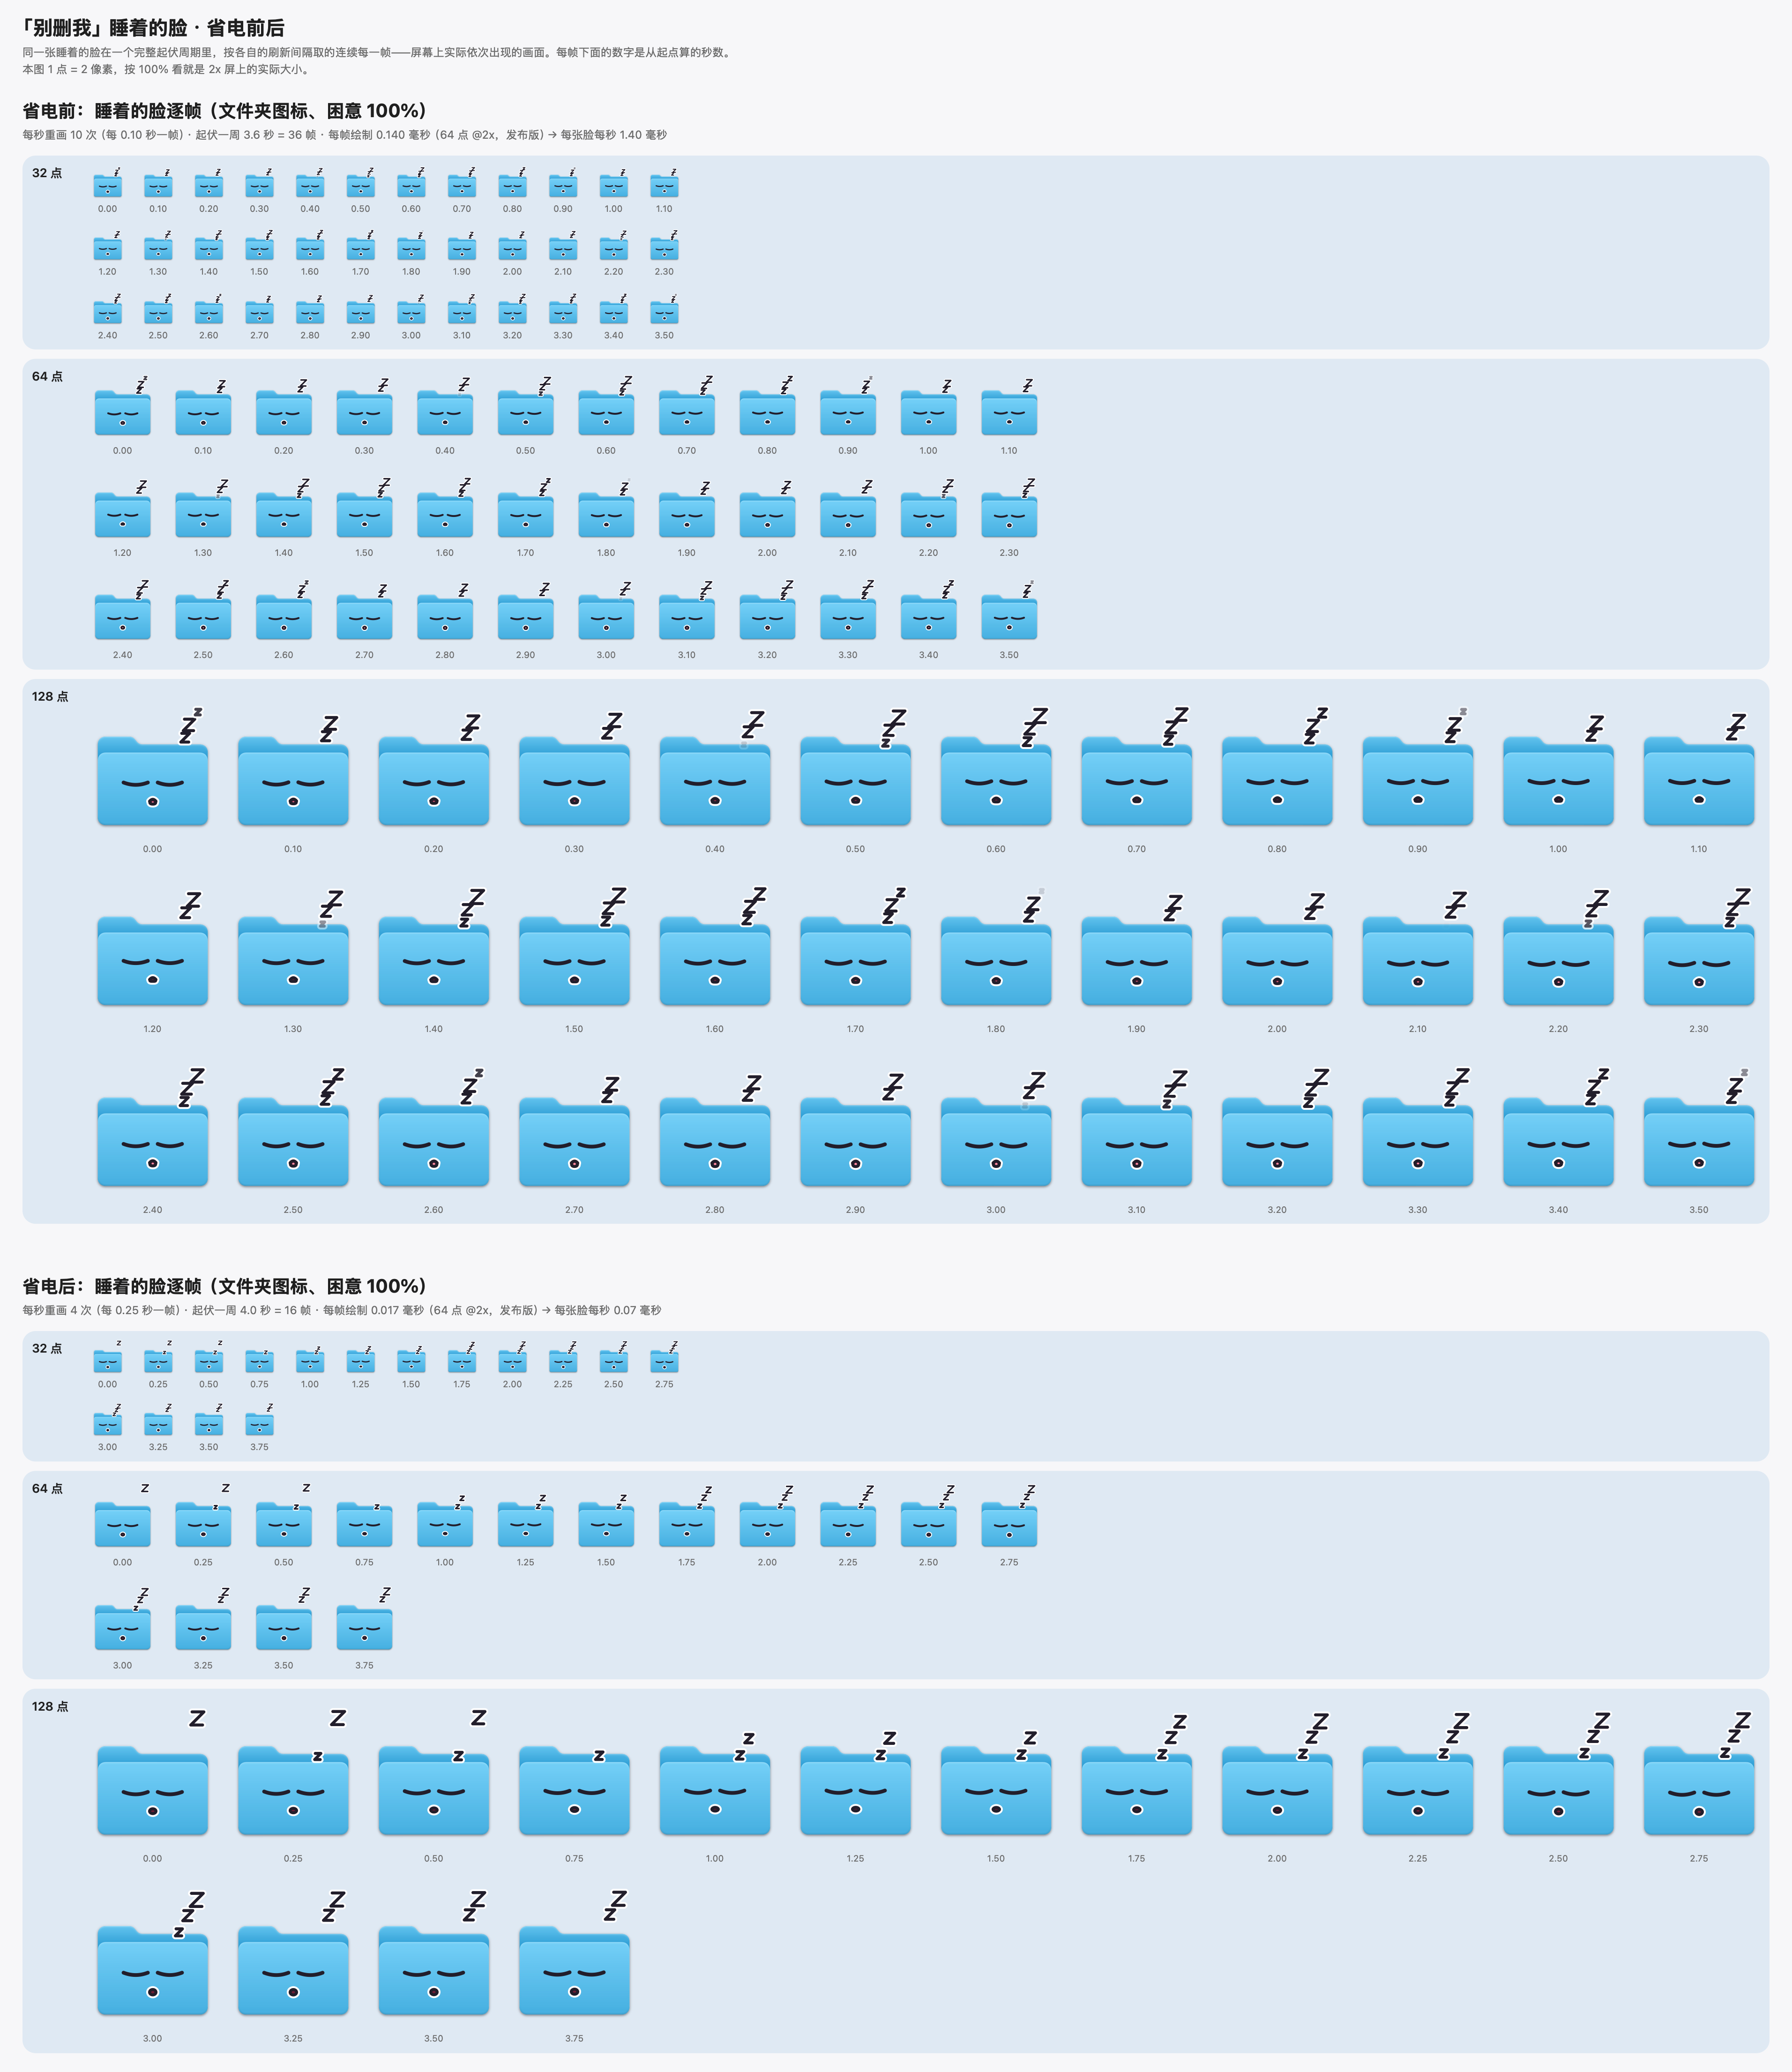 「别删我」睡着的脸 · 省电前后
同一张睡着的脸在一个完整起伏周期里，按各自的刷新间隔取的连续每一帧——屏幕上实际依次出现的画面。每帧下面的数字是从起点算的秒数。
本图 1 点 = 2 像素，按 100% 看就是 2x 屏上的实际大小。
省电前：睡着的脸逐帧（文件夹图标、困意 100%）
每秒重画 10 次（每 0.10 秒一帧）· 起伏一周 3.6 秒 = 36 帧 · 每帧绘制 0.140 毫秒（64 点 @2x，发布版）→ 每张脸每秒 1.40 毫秒
32 点
0.00 0.10 0.20 0.30 0.40 0.50 0.60 0.70 0.80 0.90 1.00 1.10
1.20 1.30 1.40 1.50 1.60 1.70 1.80 1.90 2.00 2.10 2.20 2.30
2.40 2.50 2.60 2.70 2.80 2.90 3.00 3.10 3.20 3.30 3.40 3.50
64 点
0.00 0.10 0.20 0.30 0.40 0.50 0.60 0.70 0.80 0.90 1.00 1.10
1.20 1.30 1.40 1.50 1.60 1.70 1.80 1.90 2.00 2.10 2.20 2.30
2.40 2.50 2.60 2.70 2.80 2.90 3.00 3.10 3.20 3.30 3.40 3.50
128 点
0.00 0.10 0.20 0.30 0.40 0.50 0.60 0.70 0.80 0.90 1.00 1.10
1.20 1.30 1.40 1.50 1.60 1.70 1.80 1.90 2.00 2.10 2.20 2.30
2.40 2.50 2.60 2.70 2.80 2.90 3.00 3.10 3.20 3.30 3.40 3.50
省电后：睡着的脸逐帧（文件夹图标、困意 100%）
每秒重画 4 次（每 0.25 秒一帧）· 起伏一周 4.0 秒 = 16 帧 · 每帧绘制 0.017 毫秒（64 点 @2x，发布版）→ 每张脸每秒 0.07 毫秒
32 点
0.00 0.25 0.50 0.75 1.00 1.25 1.50 1.75 2.00 2.25 2.50 2.75
3.00 3.25 3.50 3.75
64 点
0.00 0.25 0.50 0.75 1.00 1.25 1.50 1.75 2.00 2.25 2.50 2.75
3.00 3.25 3.50 3.75
128 点
0.00 0.25 0.50 0.75 1.00 1.25 1.50 1.75 2.00 2.25 2.50 2.75
3.00 3.25 3.50 3.75